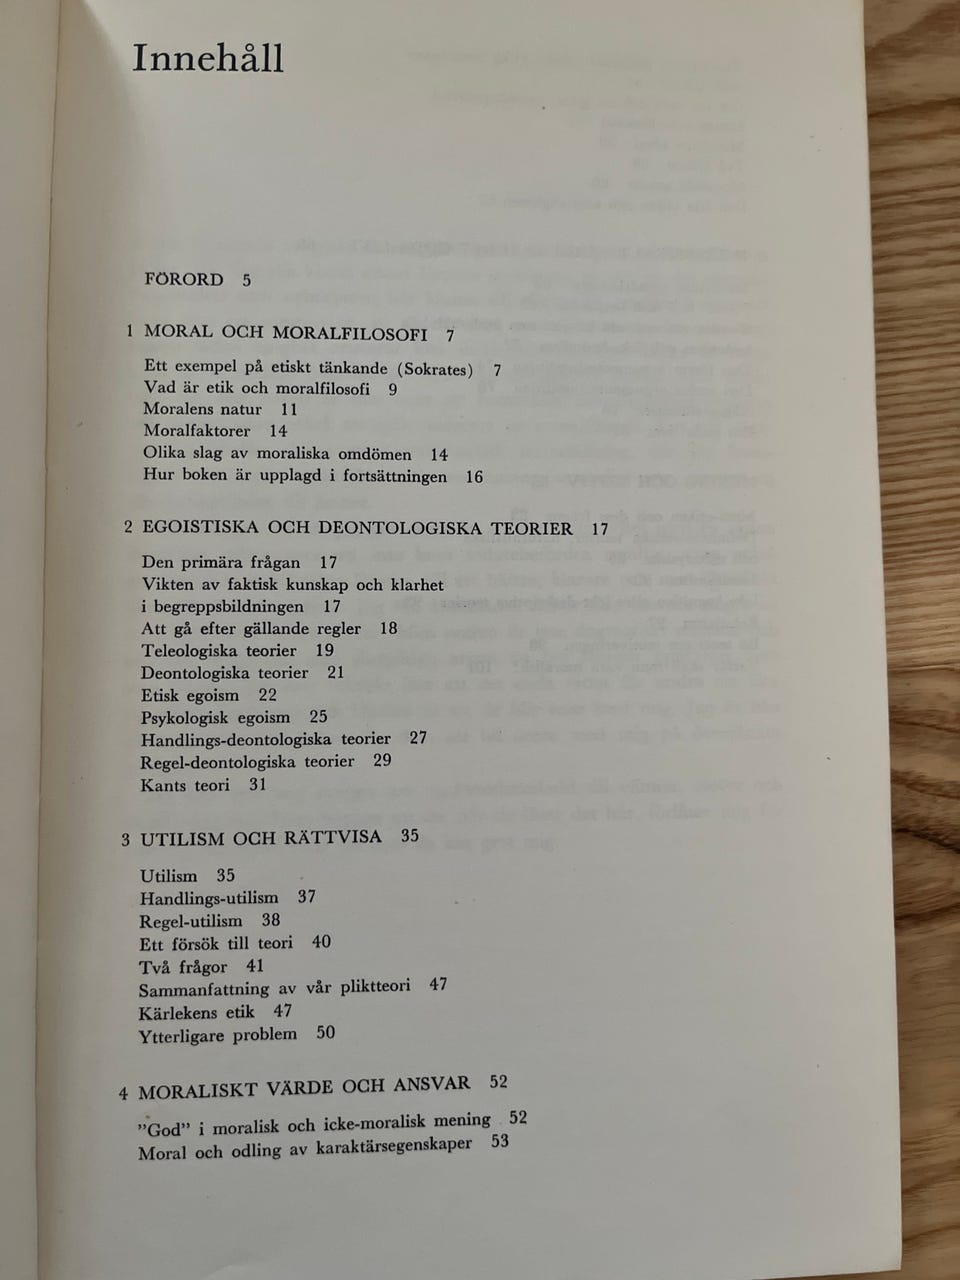 Innehåll
FÖRORD 5
1 MORAL OCH MORALFILOSOFI 7
Ett exempel på etiskt tänkande (Sokrates) 7
Vad är etik och moralfilosofi 9
Moralens natur 11
Moralfaktorer 14
Olika slag av moraliska omdömen 14
Hur boken är upplagd i fortsättningen 16
2 EGOISTISKA OCH DEONTOLOGISKA TEORIER 17
Den primära frågan 17
Vikten av faktisk kunskap och klarhet
i begreppsbildningen 17
Att gå efter gällande regler 18
Teleologiska teorier 19
Deontologiska teorier 21
Etisk egoism 22
Psykologisk egoism 25
Handlings-deontologiska teorier 27
Regel-deontologiska teorier 29
Kants teori 31
3 UTILISM OCH RÄTTVISA 35
Utilism 35
Handlings-utilism 37
Regel-utilism 38
Ett försök till teori 40
Två frågor 41
Sammanfattning av vår pliktteori 47
Kärlekens etik 47
Ytterligare problem 50
4 MORALISKT VÄRDE OCH ANSVAR 52
”God” i moralisk och icke-moralisk mening 52
Moral och odling av karaktärsegenskaper 53